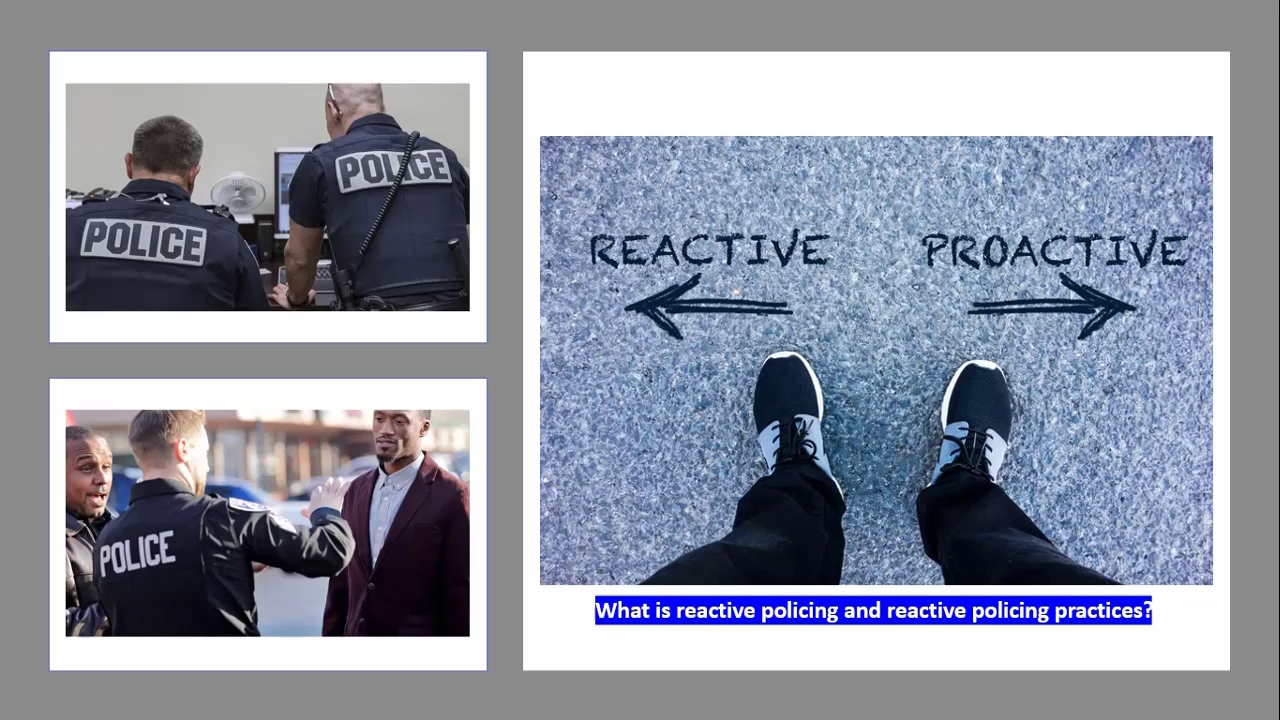 POLICE
POLICE
POLICE
REACTIVE
PROACTIVE
What is reactive policing and reactive policing practices?